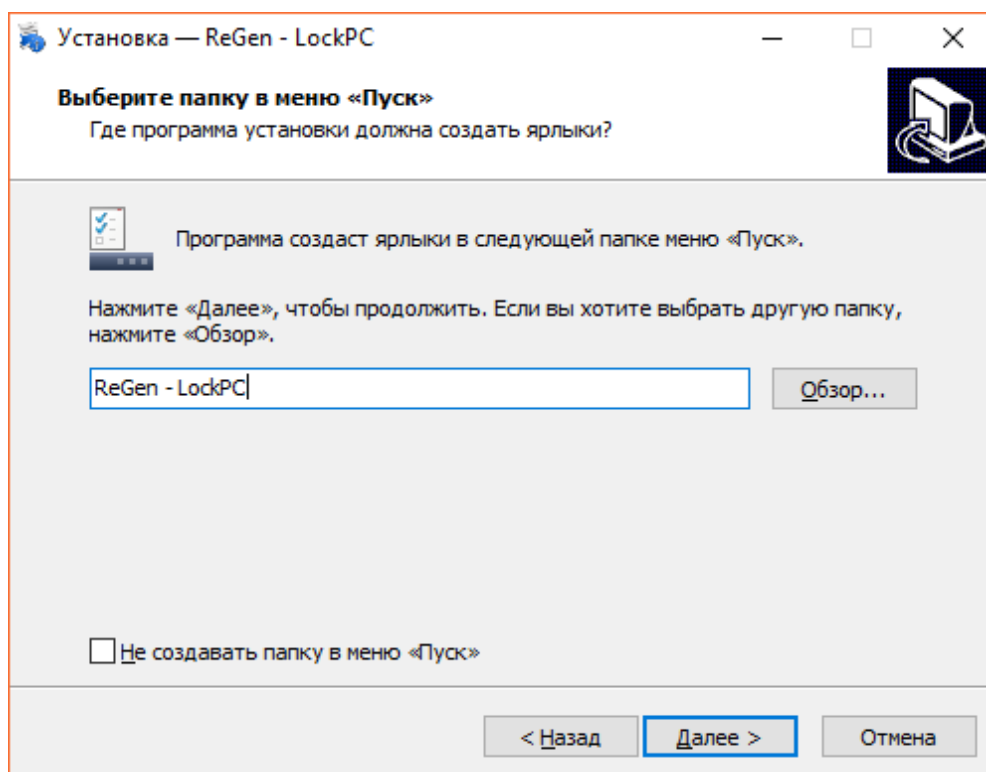 Установка — ReGen - LockPC
Выберите папку в меню «Пуск»
Где программа установки должна создать ярлыки?
Программа создаст ярлыки в следующей папке меню «Пуск».
Нажмите «Далее», чтобы продолжить. Если вы хотите выбрать другую папку,
нажмите «Обзор».
ReGen - LockPC
Обзор...
Не создавать папку в меню «Пуск»
< Назад
Далее >
Отмена